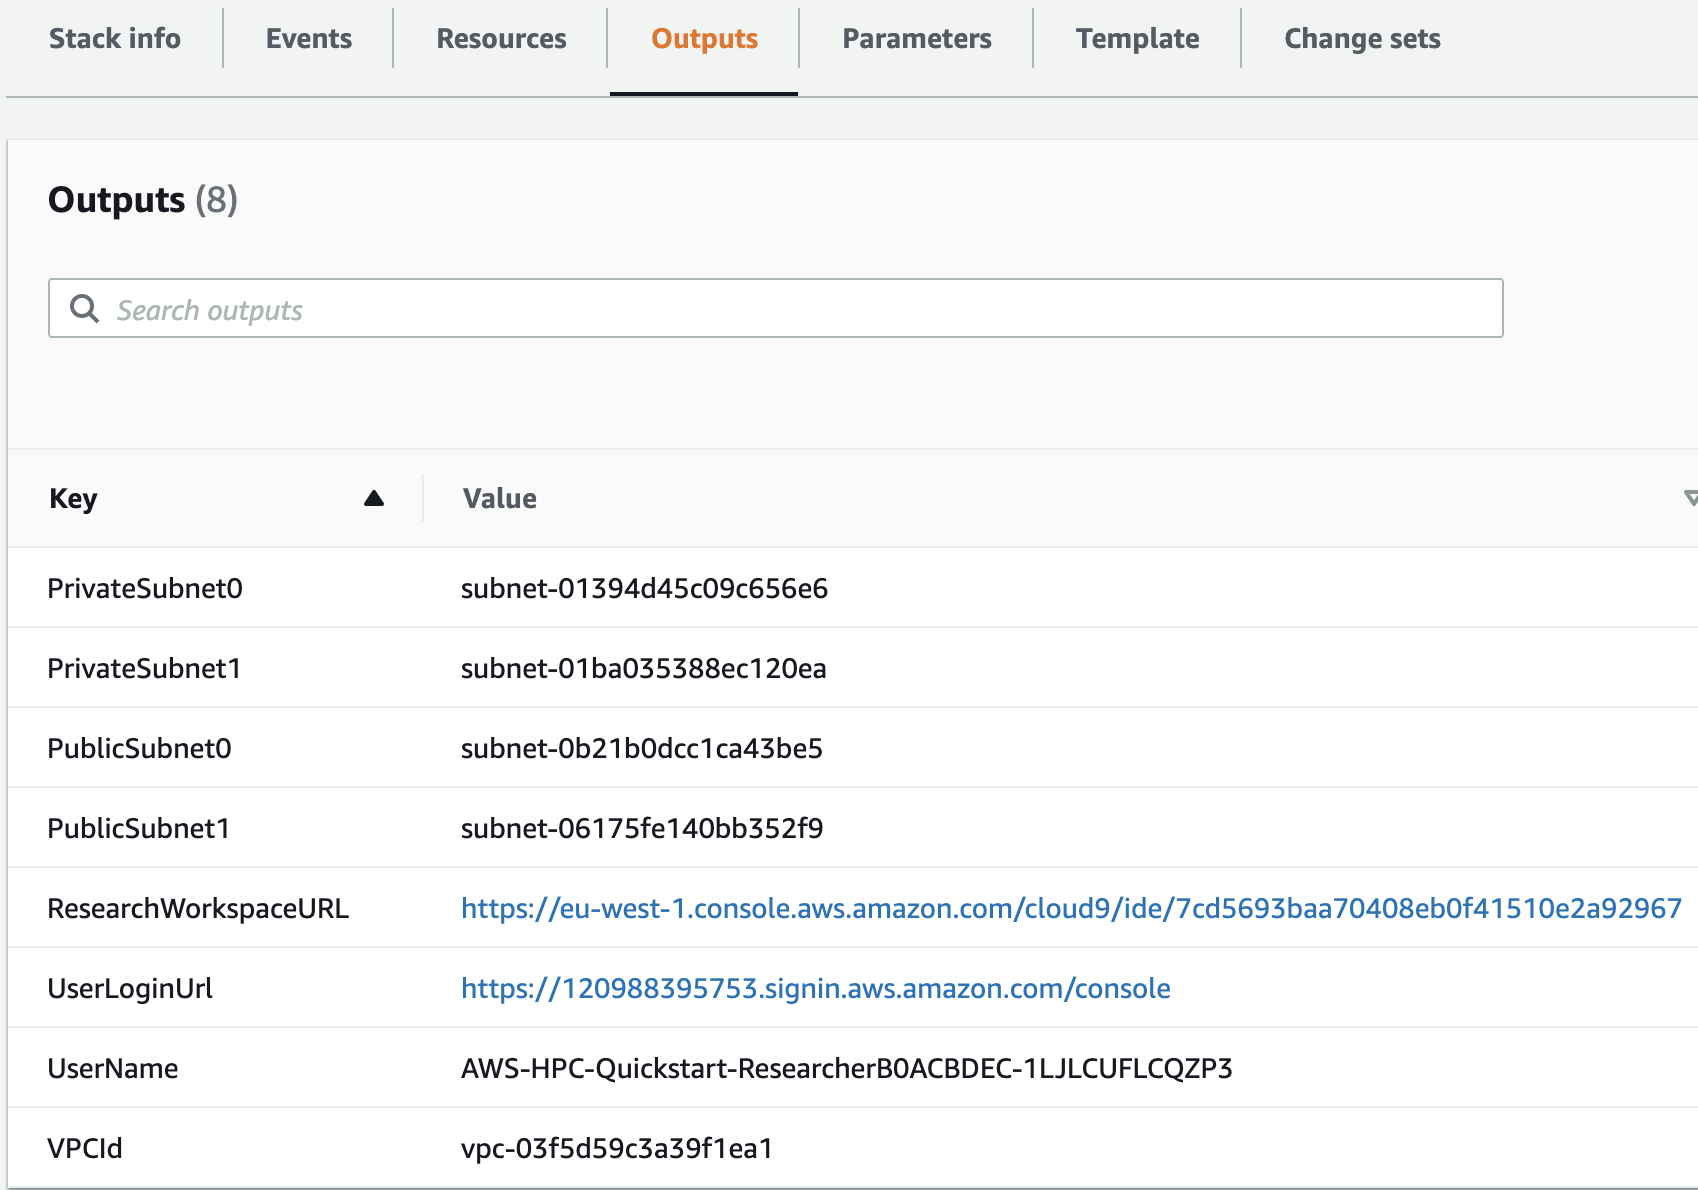 Stack info Events Resources Outputs Parameters Template Change sets
Outputs (8)
Search outputs
Key Value
PrivateSubnet0 subnet-01394d45c09c656e6
PrivateSubnet1 subnet-01ba035388ec120ea
PublicSubnet0 subnet-0b21b0dcc1ca43be5
PublicSubnet1 subnet-06175fe140bb352f9
ResearchWorkspaceURL https://eu-west-1.console.aws.amazon.com/cloud9/ide/7cd5693baa70408eb0f41510e2a92967
UserLoginUrl https://120988395753.signin.aws.amazon.com/console
UserName AWS-HPC-Quickstart-ResearcherB0ACBDEC-1LJLCUFLCQZP3
VPCId vpc-03f5d59c3a39f1ea1